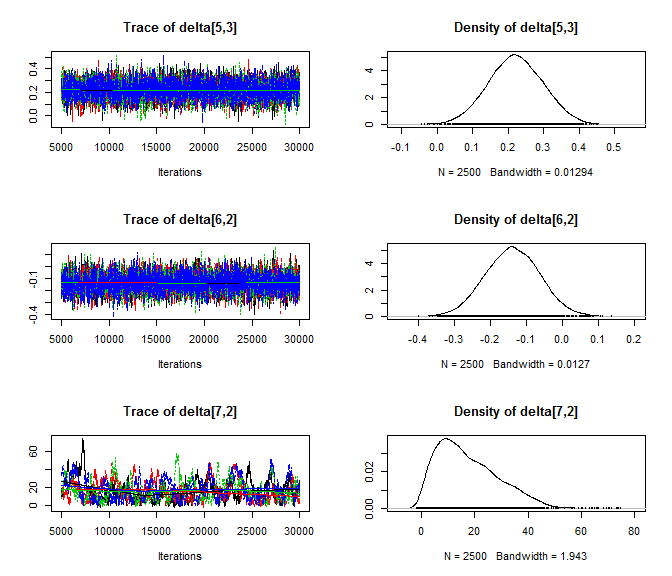 Trace of delta[5,3]
0.0 0.2 0.4
5000 10000 15000 20000 25000 30000
Iterations
Density of delta[5,3]
0 2 4
-0.1 0.0 0.1 0.2 0.3 0.4 0.5
N = 2500 Bandwidth = 0.01294
Trace of delta[6,2]
-0.4 -0.1
5000 10000 15000 20000 25000 30000
Iterations
Density of delta[6,2]
0 2 4
-0.4 -0.3 -0.2 -0.1 0.0 0.1 0.2
N = 2500 Bandwidth = 0.0127
Trace of delta[7,2]
0 20 60
5000 10000 15000 20000 25000 30000
Iterations
Density of delta[7,2]
0.00 0.02
0 20 40 60 80
N = 2500 Bandwidth = 1.943